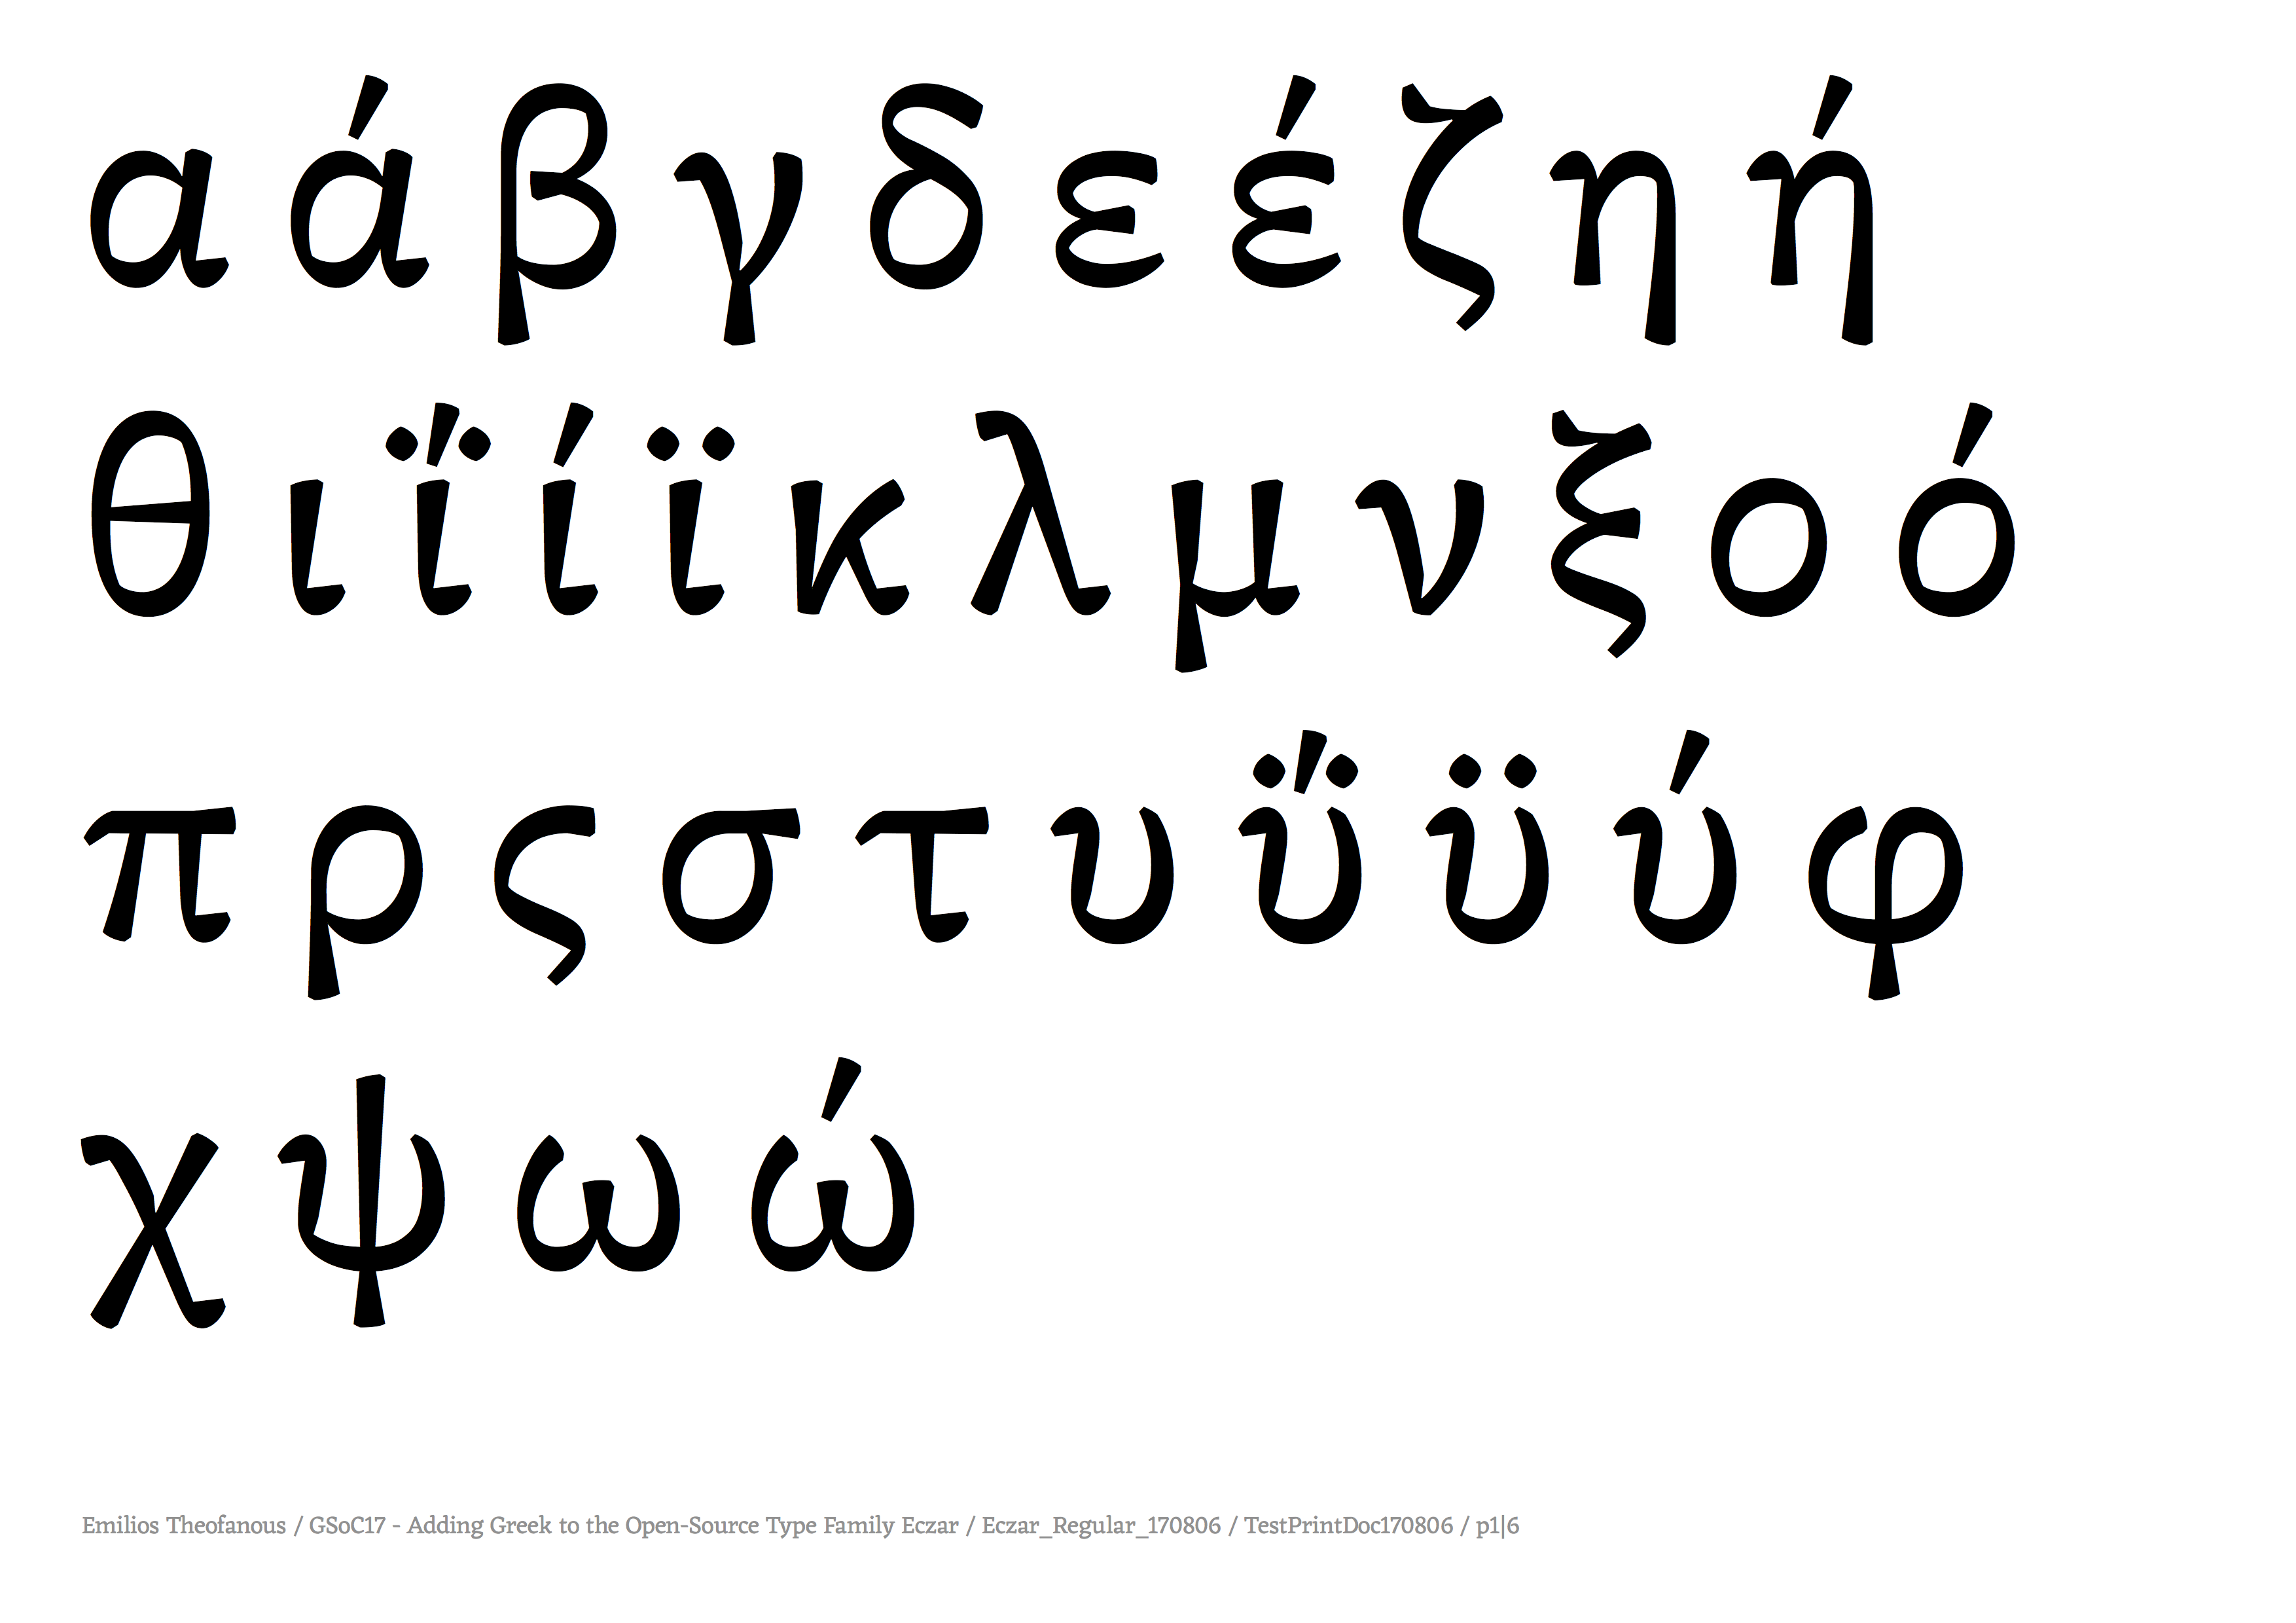 α ά β γ δ ε έ ζ η ή
θ ι ΐ ί ϊ κ λ μ ν ξ ο ό
π ρ ς σ τ υ ΰ ϋ ύ φ
χ ψ ω ώ
Emilios Theofanous / GSoC17 - Adding Greek to the Open-Source Type Family Eczar / Eczar_Regular_170806 / TestPrintDoc170806 / p1|6